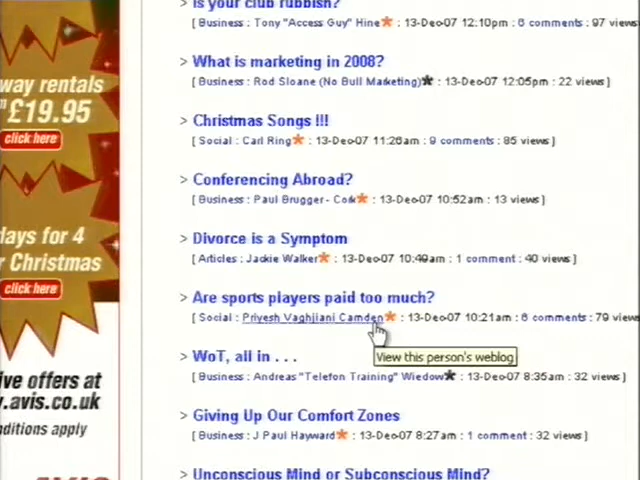 > Is your club rubbish?
[ Business : Tony "Access Guy" Hine* : 13-Dec-07 12:10pm : 6 comments : 97 views
> What is marketing in 2008?
[ Business : Rod Sloane (No Bull Marketing)* : 13-Dec-07 12:05pm : 22 views ]
way rentals
£19.95
click here
> Christmas Songs !!!
[ Social : Carl Ring* : 13-Dec-07 11:26am : 9 comments : 85 views ]
> Conferencing Abroad?
[ Business : Paul Brugger - * : 13-Dec-07 10:52am : 13 views ]
days for 4
Christmas
click here
> Divorce is a Symptom
[ Articles : Jackie Walker* : 13-Dec-07 10:49am : 1 comment : 40 views ]
> Are sports players paid too much?
[ Social : Priyesh Vaghjiani Camden* : 13-Dec-07 10:21am : 6 comments : 79 views
View this person's weblog
> WoT, all in . . .
[ Business : Andreas "Telefon Training" Wiedow* : 13-Dec-07 8:35am : 32 views ]
ive offers at
.avis.co.uk
nditions apply
> Giving Up Our Comfort Zones
[ Business : J Paul Hayward* : 13-Dec-07 8:27am : 1 comment : 32 views ]
> Unconscious Mind or Subconscious Mind?
AVIS